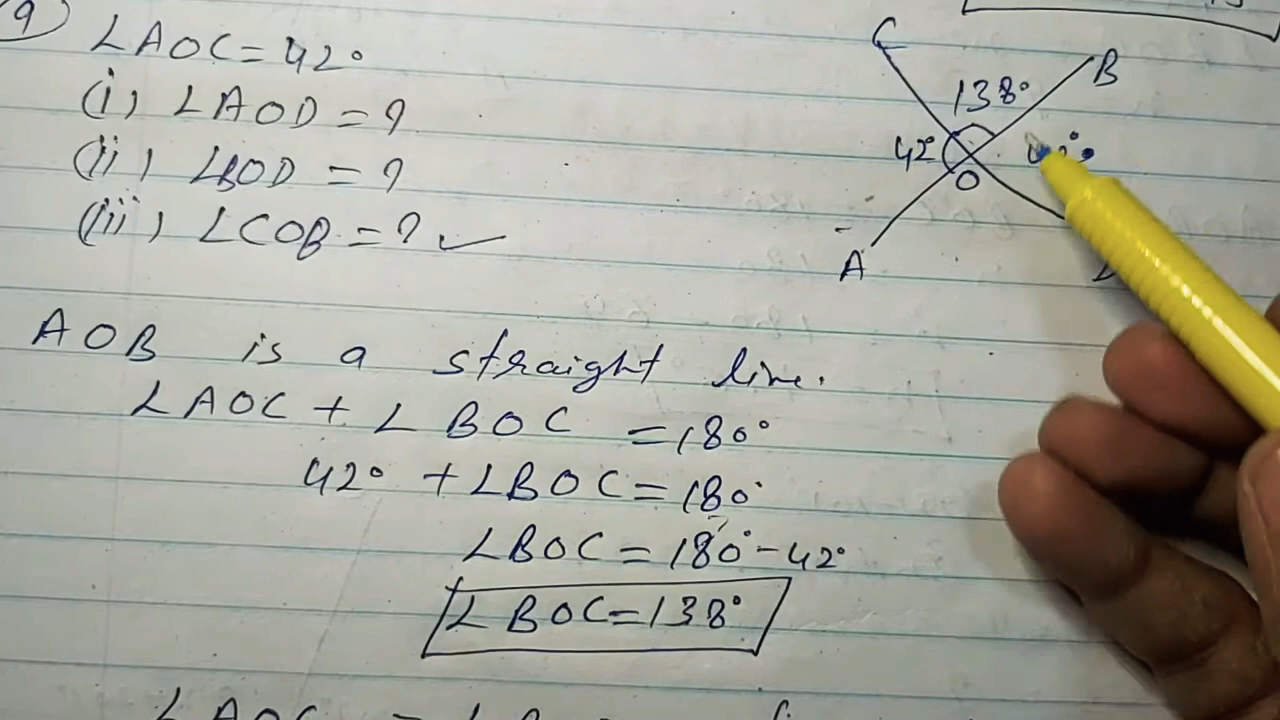 9
∠AOC = 42°
(i) ∠AOD = ?
(ii) ∠BOD = ?
(iii) ∠COB = ? ✓
C
B
138°
42°
O
A
AOB is a straight line.
∠AOC + ∠BOC = 180°
42° + ∠BOC = 180°
∠BOC = 180° - 42°
∠BOC = 138°